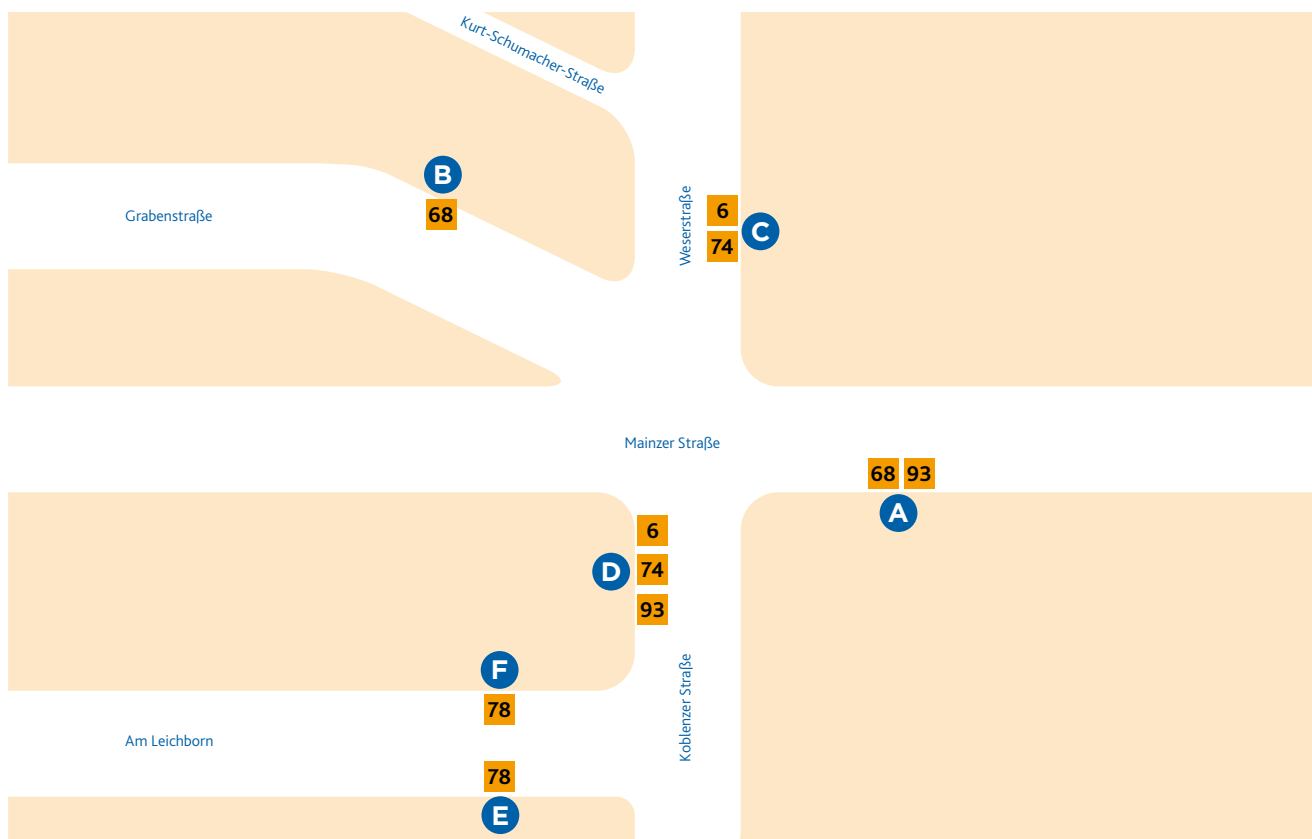 Kurt-Schumacher-Straße
B
Grabenstraße
68
Weserstraße
6
74
C
Mainzer Straße
68 93
A
6
D
74
93
F
78
Koblenzer Straße
Am Leichborn
78
E